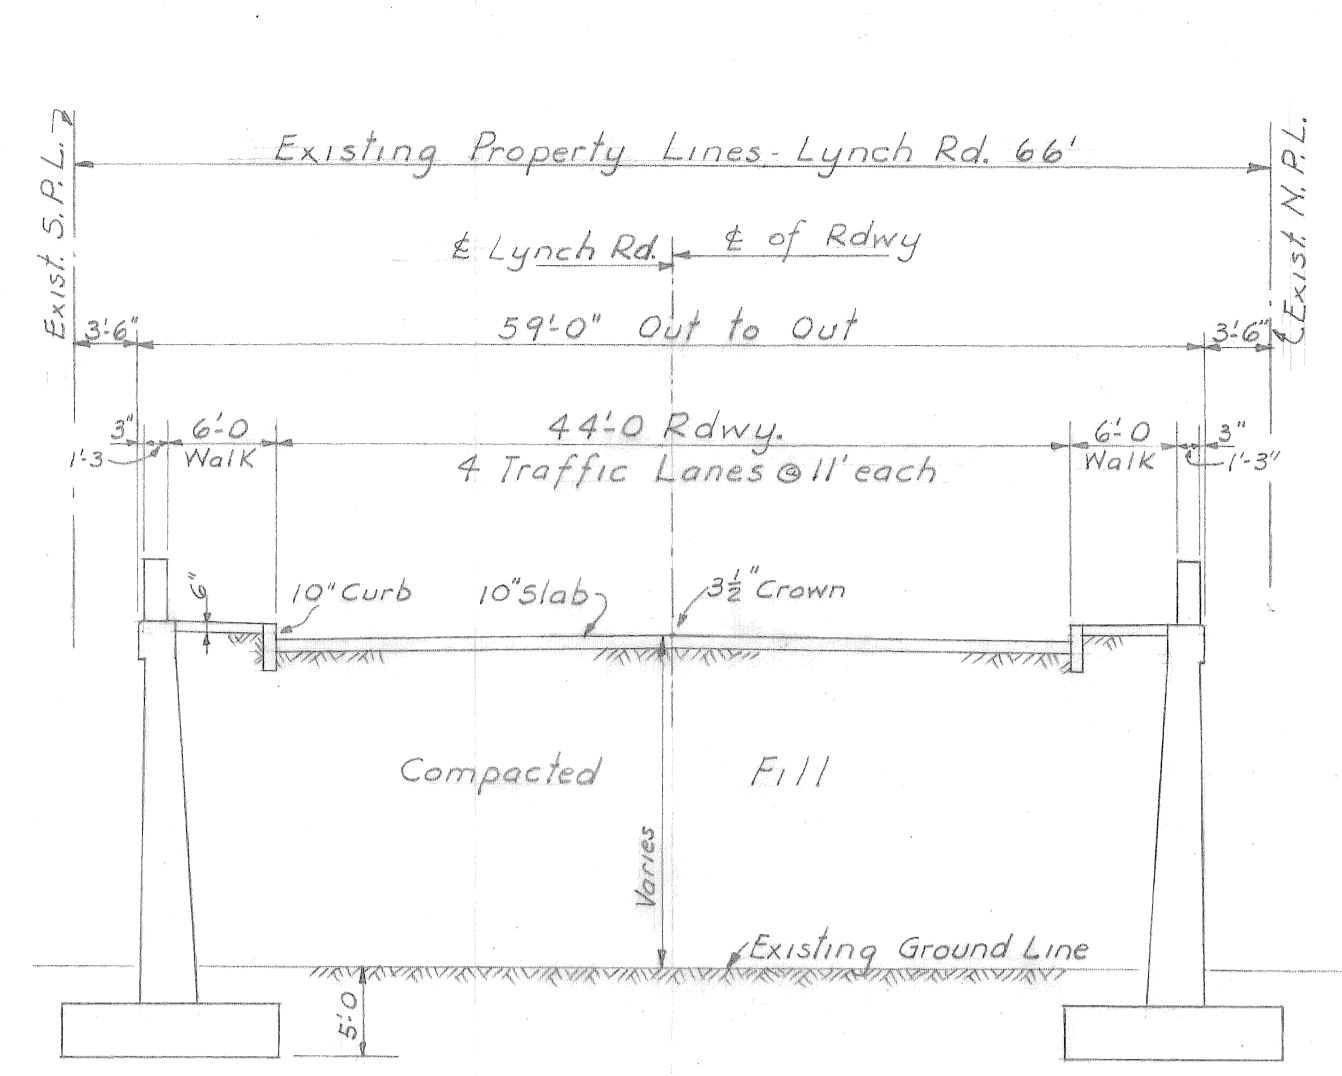 Existing Property Lines - Lynch Rd. 66'
Exist. S.P.L.
Exist. N.P.L.
℄ Lynch Rd.
℄ of Rdwy
3'-6"
59'-0" Out to Out
3'-6"
3"
6'-0
44'-0 Rdwy.
6'-0
3"
1'-3
Walk
4 Traffic Lanes @ 11' each
Walk
1'-3"
6"
10" Curb
10" Slab
3 1/2" Crown
Compacted Fill
Varies
Existing Ground Line
5'-0